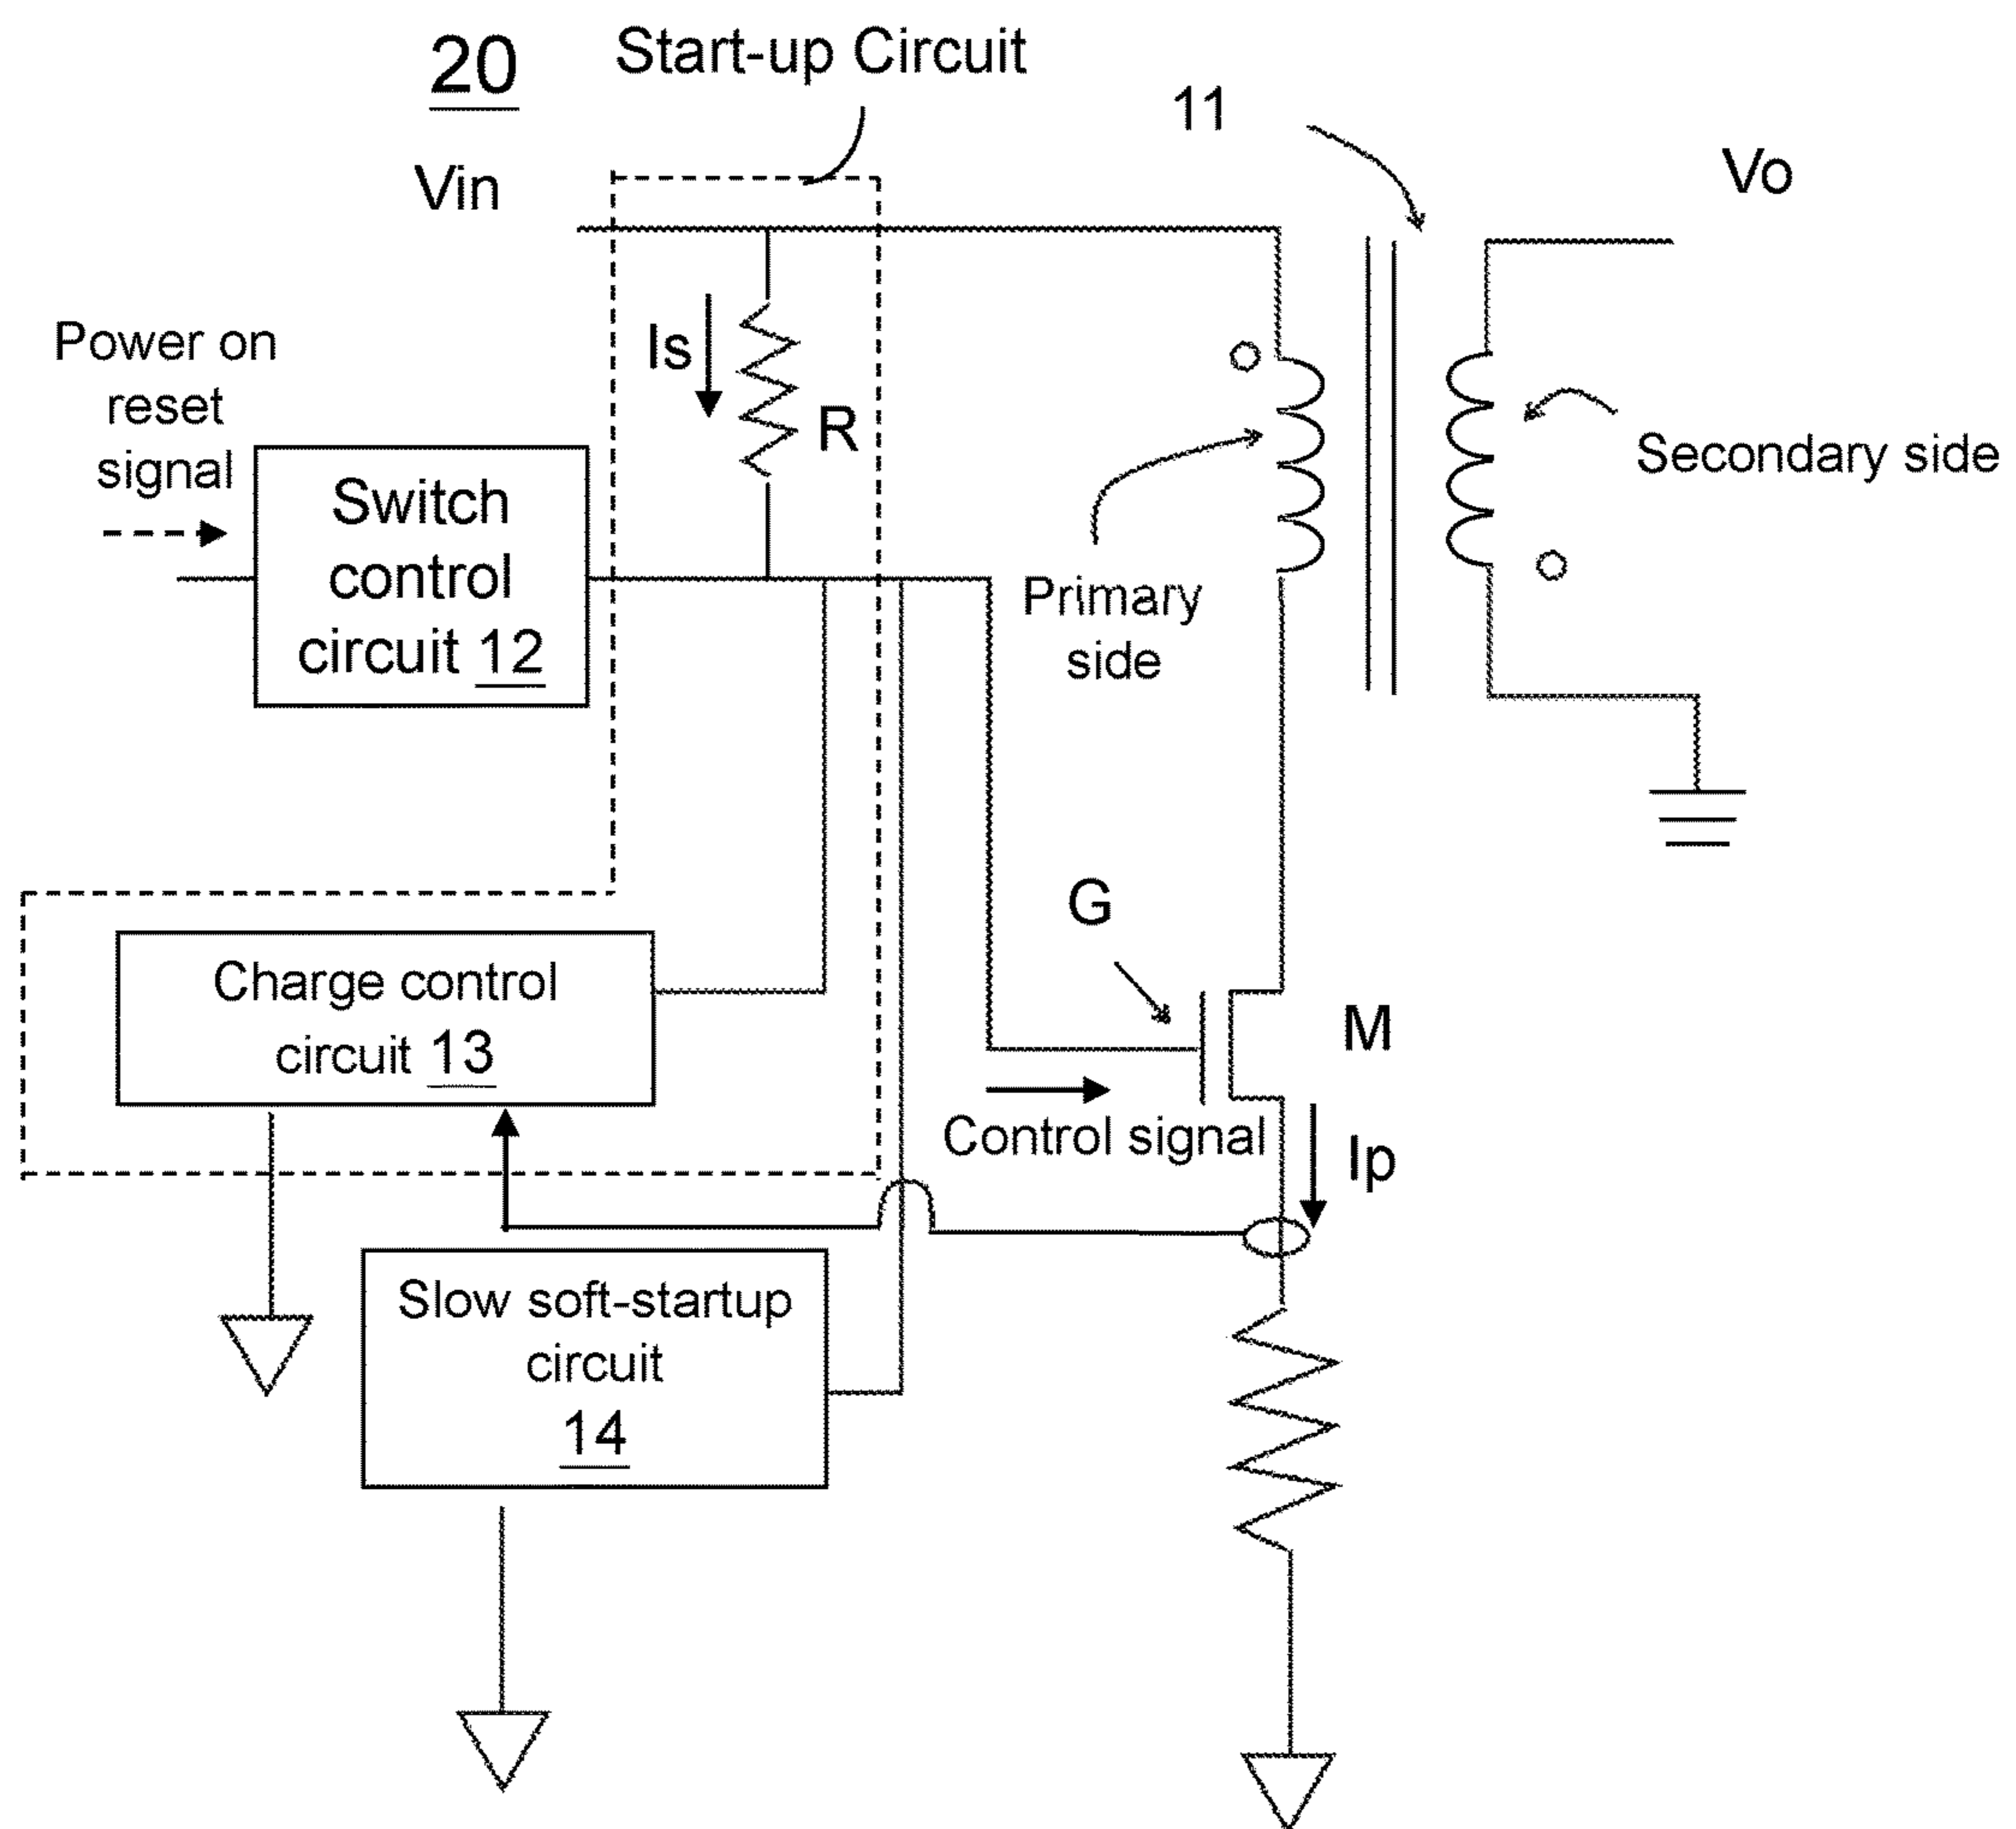 20
Start-up Circuit
11
Vin
Vo
Power on
reset
signal
Is
R
Switch
control
circuit 12
Secondary side
Primary
side
G
Charge control
circuit 13
M
Control signal
Ip
Slow soft-startup
circuit
14